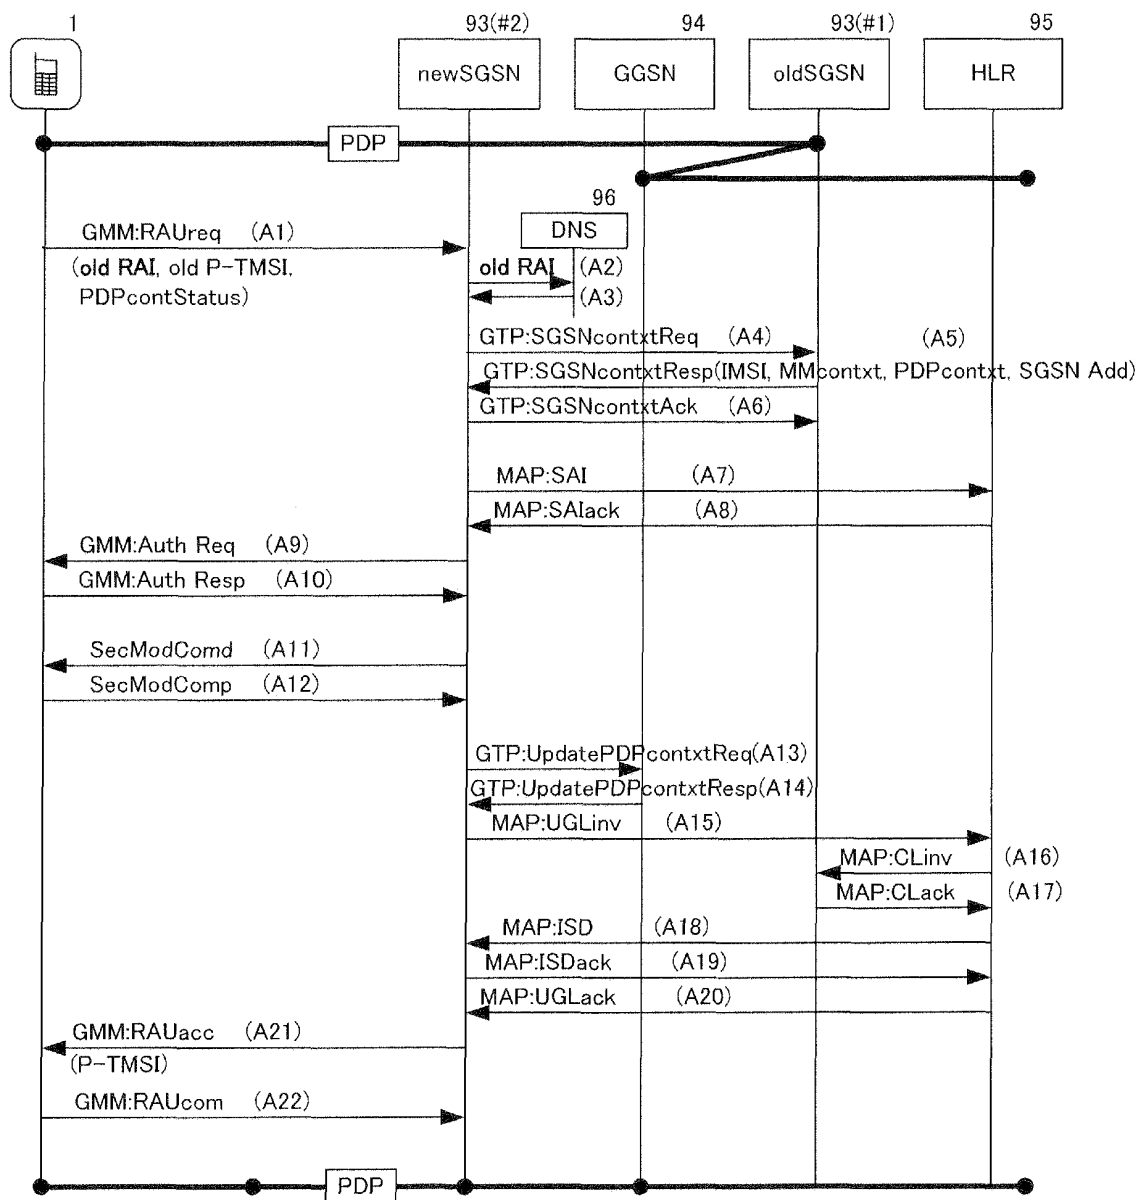 1 93(#2) 94 93(#1) 95
newSGSN GGSN oldSGSN HLR
PDP
96
DNS
GMM:RAUreq (A1)
(old RAI, old P-TMSI,
PDPcontStatus)
old RAI (A2)
(A3)
GTP:SGSNcontxtReq (A4) (A5)
GTP:SGSNcontxtResp(IMSI, MMcontxt, PDPcontxt, SGSN Add)
GTP:SGSNcontxtAck (A6)
MAP:SAI (A7)
MAP:SAIack (A8)
GMM:Auth Req (A9)
GMM:Auth Resp (A10)
SecModComd (A11)
SecModComp (A12)
GTP:UpdatePDPcontxtReq(A13)
GTP:UpdatePDPcontxtResp(A14)
MAP:UGLinv (A15)
MAP:CLinv (A16)
MAP:CLack (A17)
MAP:ISD (A18)
MAP:ISDack (A19)
MAP:UGLack (A20)
GMM:RAUacc (A21)
(P-TMSI)
GMM:RAUcom (A22)
PDP